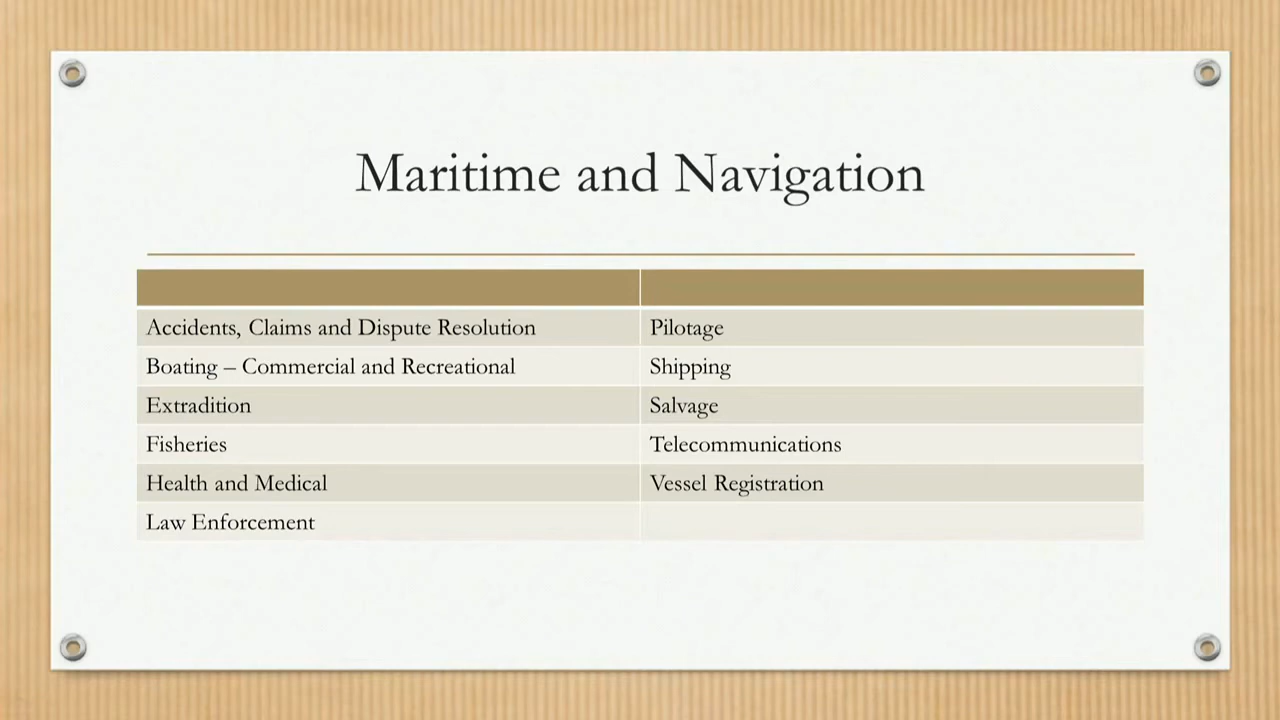 Maritime and Navigation
Accidents, Claims and Dispute Resolution
Pilotage
Boating – Commercial and Recreational
Shipping
Extradition
Salvage
Fisheries
Telecommunications
Health and Medical
Vessel Registration
Law Enforcement